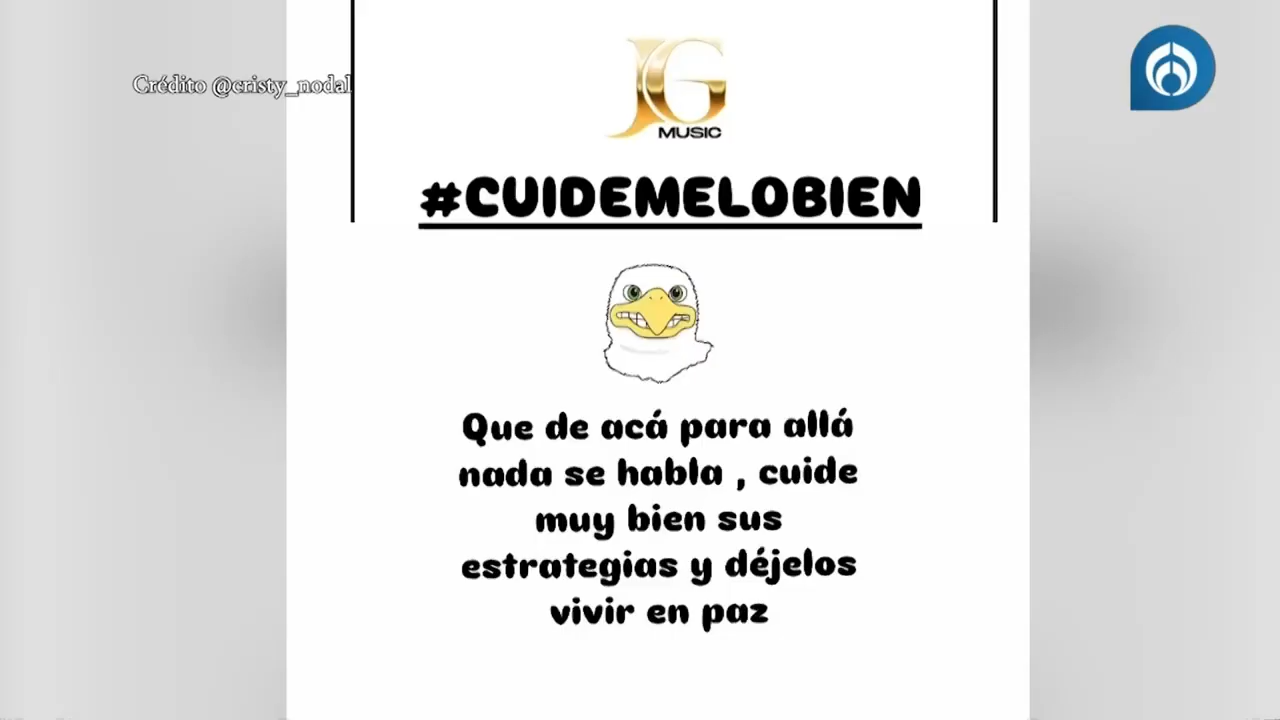 Crédito @cristy_nodal
JG
MUSIC
#CUIDEMELOBIEN
Que de acá para allá
nada se habla , cuide
muy bien sus
estrategias y déjelos
vivir en paz